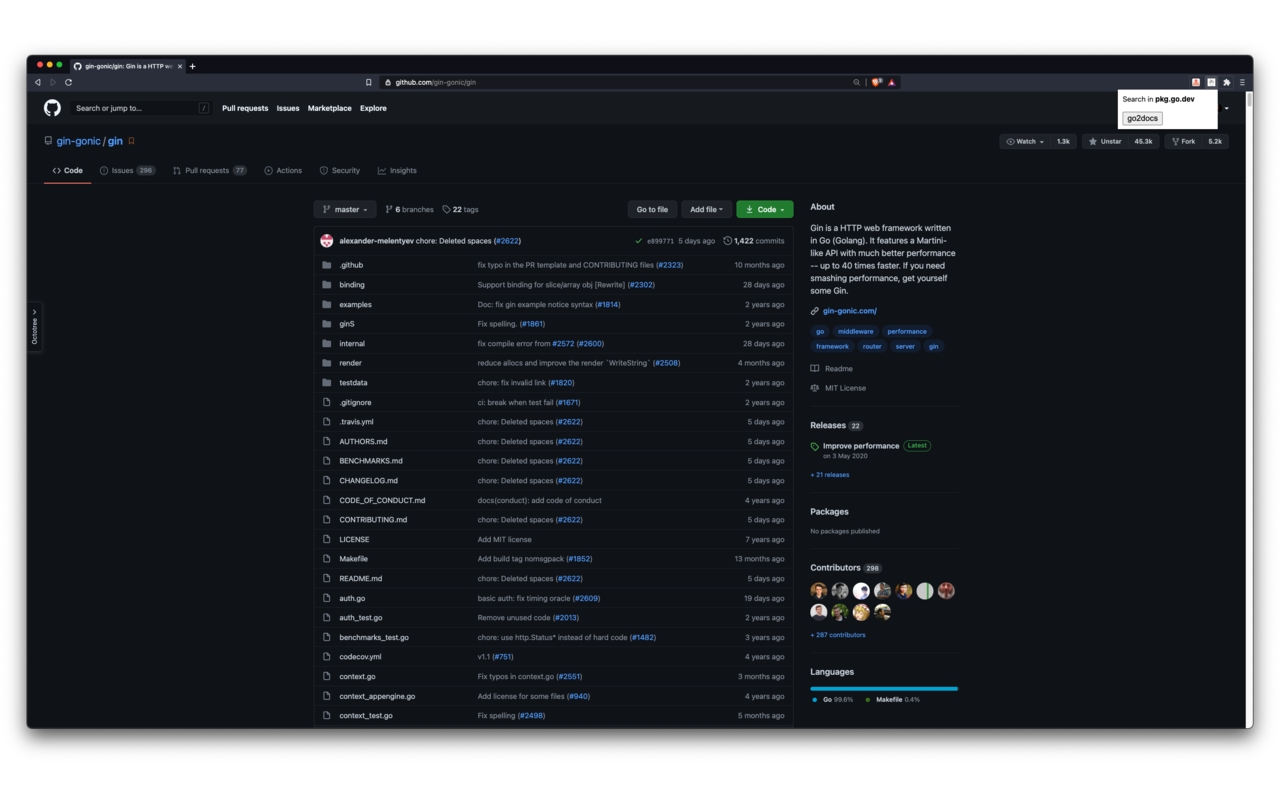 gin-gonic/gin: Gin is a HTTP we
github.com/gin-gonic/gin
Search in pkg.go.dev
go2docs
Search or jump to... /
Pull requests Issues Marketplace Explore
gin-gonic / gin
Watch 1.3k Unstar 45.3k Fork 5.2k
Code Issues 296 Pull requests 77 Actions Security Insights
master 6 branches 22 tags Go to file Add file Code
alexander-melentyev chore: Deleted spaces (#2622) e899771 5 days ago 1,422 commits
.github fix typo in the PR template and CONTRIBUTING files (#2323) 10 months ago
binding Support binding for slice/array obj [Rewrite] (#2302) 28 days ago
examples Doc: fix gin example notice syntax (#1814) 2 years ago
ginS Fix spelling. (#1861) 2 years ago
internal fix compile error from #2572 (#2600) 28 days ago
render reduce allocs and improve the render `WriteString` (#2508) 4 months ago
testdata chore: fix invalid link (#1820) 2 years ago
.gitignore ci: break when test fail (#1671) 2 years ago
.travis.yml chore: Deleted spaces (#2622) 5 days ago
AUTHORS.md chore: Deleted spaces (#2622) 5 days ago
BENCHMARKS.md chore: Deleted spaces (#2622) 5 days ago
CHANGELOG.md chore: Deleted spaces (#2622) 5 days ago
CODE_OF_CONDUCT.md docs(conduct): add code of conduct 4 years ago
CONTRIBUTING.md chore: Deleted spaces (#2622) 5 days ago
LICENSE Add MIT license 7 years ago
Makefile Add build tag nomsgpack (#1852) 13 months ago
README.md chore: Deleted spaces (#2622) 5 days ago
auth.go basic auth: fix timing oracle (#2609) 19 days ago
auth_test.go Remove unused code (#2013) 2 years ago
benchmarks_test.go chore: use http.Status* instead of hard code (#1482) 3 years ago
codecov.yml v1.1 (#751) 4 years ago
context.go Fix typos in context.go (#2551) 3 months ago
context_appengine.go Add license for some files (#940) 4 years ago
context_test.go Fix spelling (#2498) 5 months ago
Octotree
About
Gin is a HTTP web framework written
in Go (Golang). It features a Martini-
like API with much better performance
-- up to 40 times faster. If you need
smashing performance, get yourself
some Gin.
gin-gonic.com/
go middleware performance
framework router server gin
Readme
MIT License
Releases 22
Improve performance Latest
on 3 May 2020
+ 21 releases
Packages
No packages published
Contributors 298
+ 287 contributors
Languages
Go 99.6% Makefile 0.4%